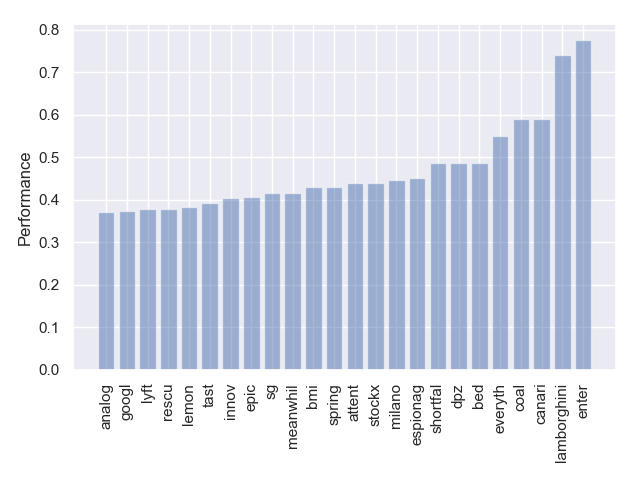 0.8
0.7
0.6
0.5
0.4
0.3
0.2
0.1
0.0
Performance
analog
googl
lyft
rescu
lemon
tast
innov
epic
sg
meanwhil
bmi
spring
attent
stockx
milano
espionag
shortfal
dpz
bed
everyth
coal
canari
lamborghini
enter